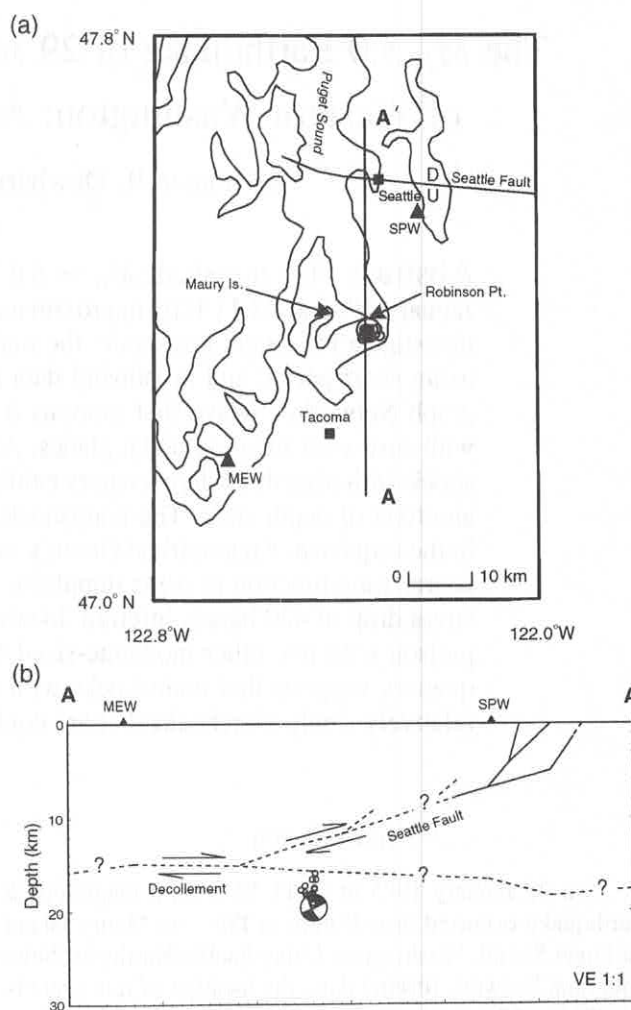 (a)
47.8°N
Puget Sound
A'
D
Seattle Fault
Seattle
U
SPW
Maury Is.
Robinson Pt.
Tacoma
MEW
A
0 10 km
47.0°N
122.8°W
122.0°W
(b)
A
MEW
SPW
0
10
20
30
Depth (km)
?
?
?
?
?
Seattle Fault
Decollement
VE 1:1